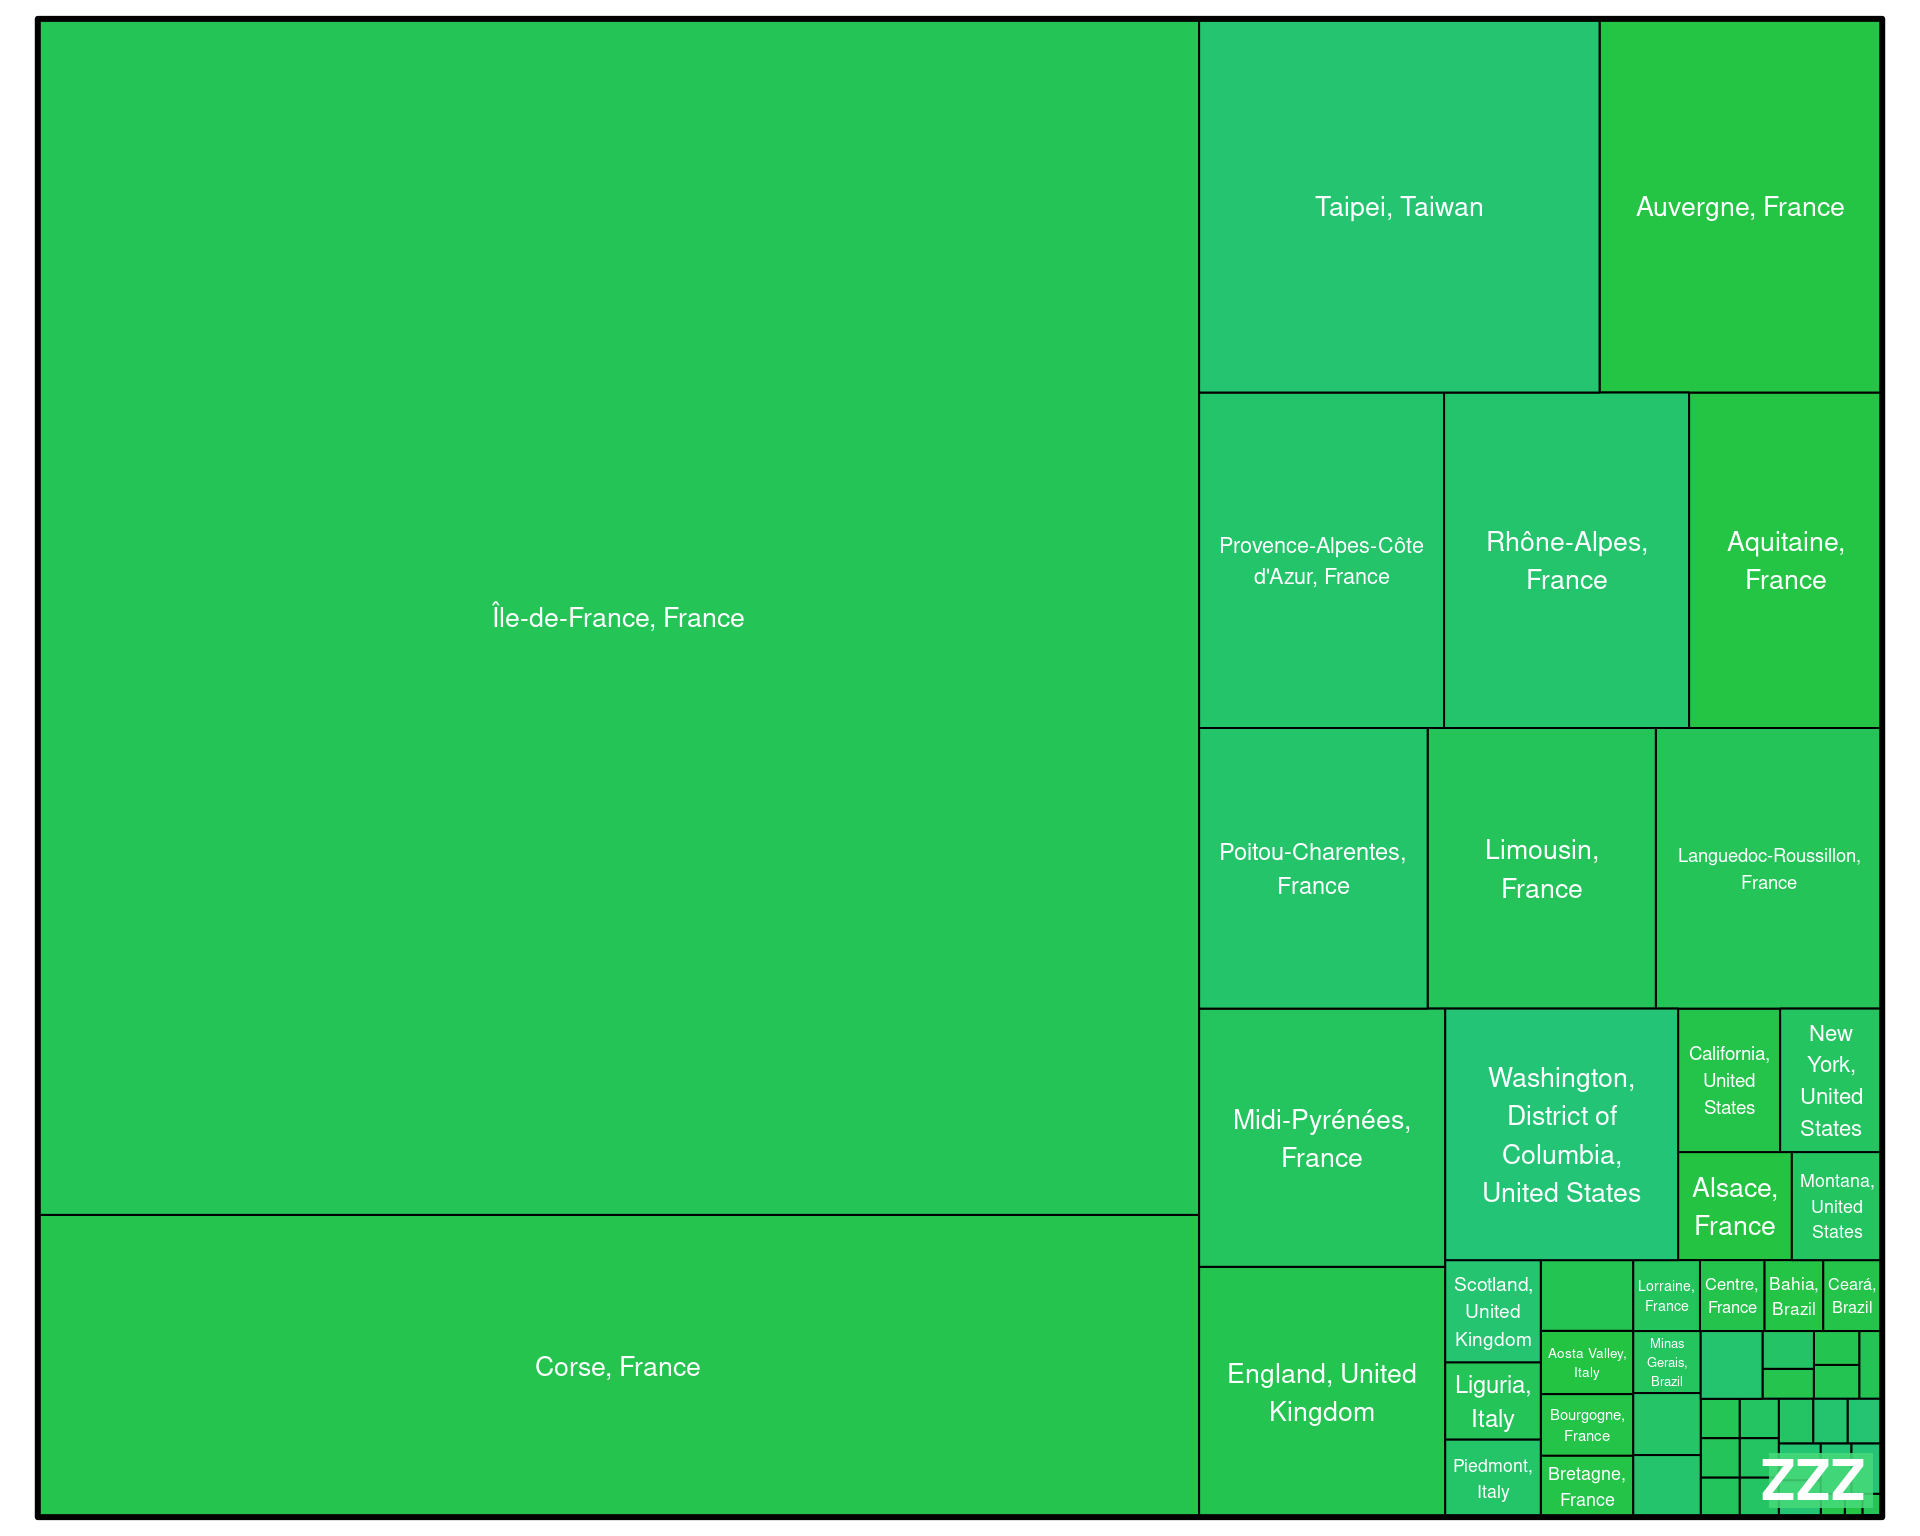 Île-de-France, France
Corse, France
Taipei, Taiwan
Auvergne, France
Provence-Alpes-Côte
d'Azur, France
Rhône-Alpes,
France
Aquitaine,
France
Poitou-Charentes,
France
Limousin,
France
Languedoc-Roussillon,
France
Midi-Pyrénées,
France
Washington,
District of
Columbia,
United States
California,
United
States
New
York,
United
States
Alsace,
France
Montana,
United
States
England, United
Kingdom
Scotland,
United
Kingdom
Liguria,
Italy
Piedmont,
Italy
Aosta Valley,
Italy
Bourgogne,
France
Bretagne,
France
Lorraine,
France
Minas
Gerais,
Brazil
Centre,
France
Bahia,
Brazil
Ceará,
Brazil
ZZZ